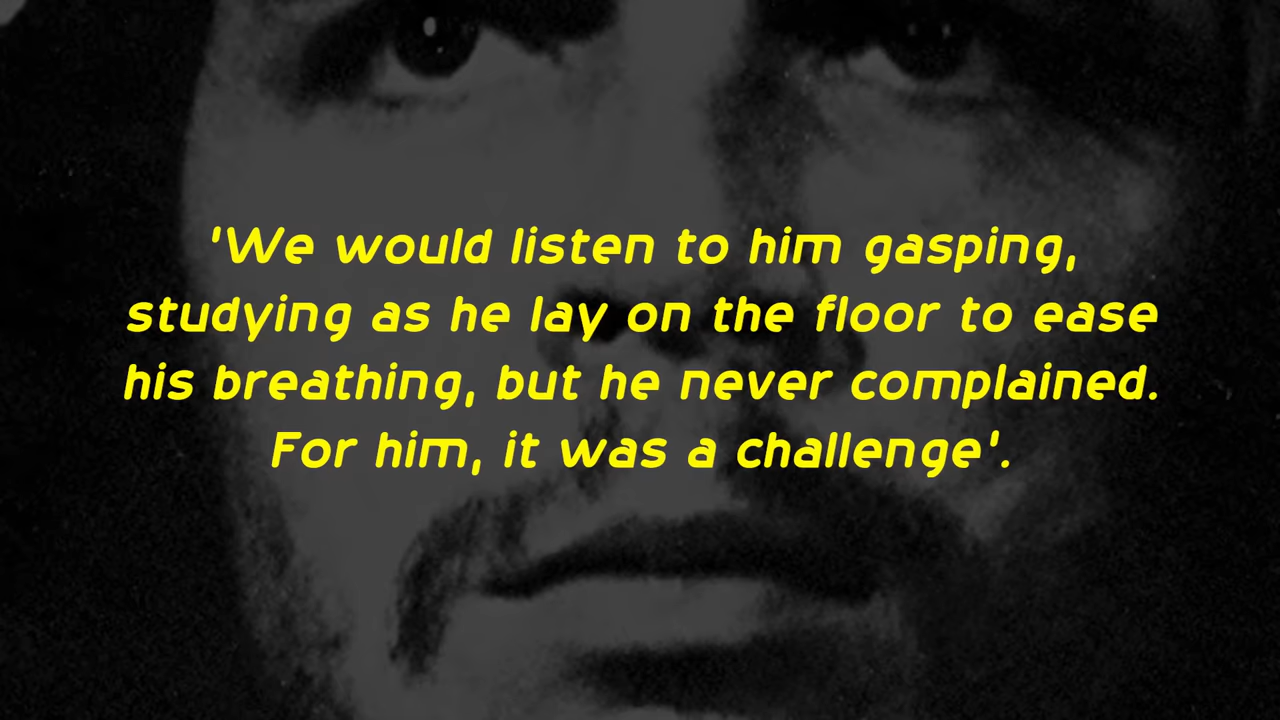 'We would listen to him gasping,
studying as he lay on the floor to ease
his breathing, but he never complained.
For him, it was a challenge'.